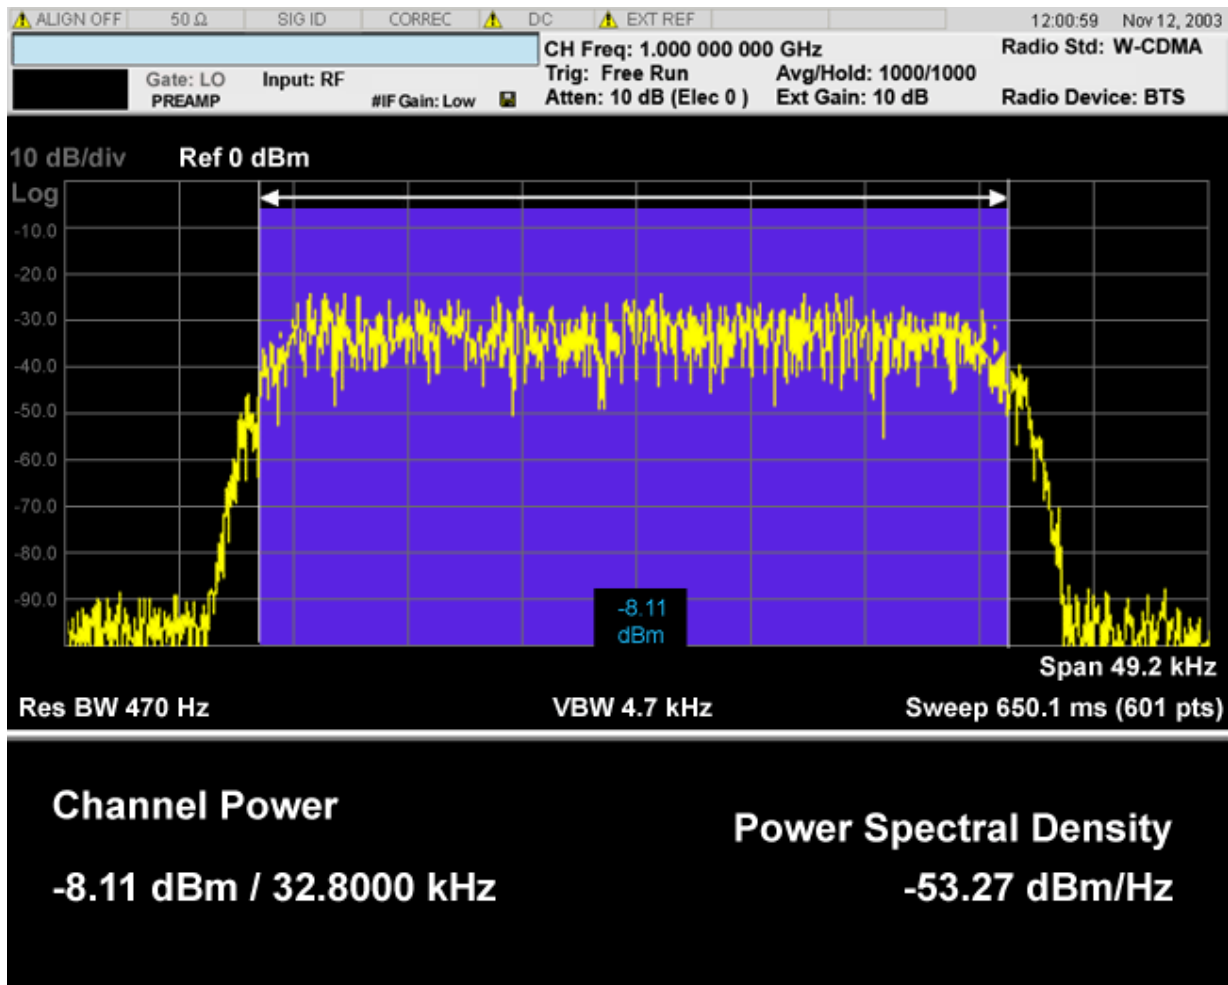 ALIGN OFF 50 Ω SIG ID CORREC DC EXT REF 12:00:59 Nov 12, 2003
CH Freq: 1.000 000 000 GHz Radio Std: W-CDMA
Gate: LO Input: RF Trig: Free Run Avg/Hold: 1000/1000
PREAMP #IF Gain: Low Atten: 10 dB (Elec 0 ) Ext Gain: 10 dB Radio Device: BTS
10 dB/div Ref 0 dBm
Log
-10.0
-20.0
-30.0
-40.0
-50.0
-60.0
-70.0
-80.0
-90.0
-8.11
dBm
Span 49.2 kHz
Res BW 470 Hz VBW 4.7 kHz Sweep 650.1 ms (601 pts)
Channel Power
Power Spectral Density
-8.11 dBm / 32.8000 kHz -53.27 dBm/Hz